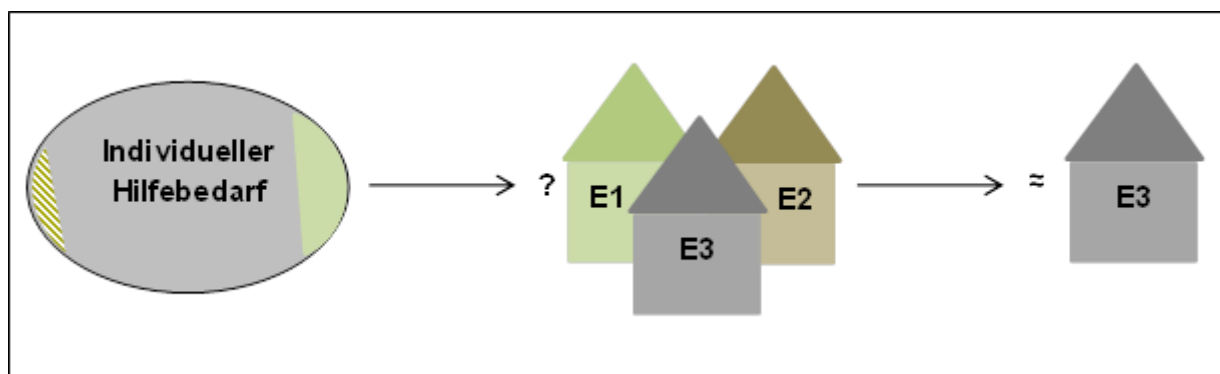 Individueller
Hilfebedarf
?
E1
E2
E3
≈
E3